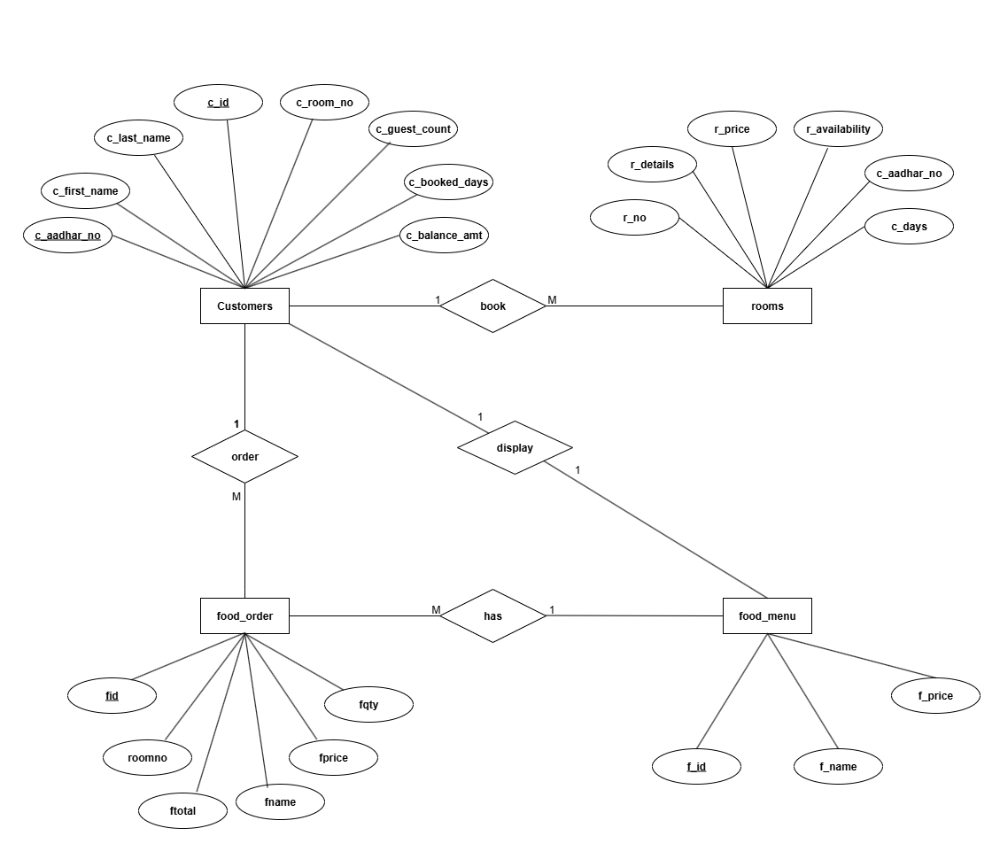 c_id
c_room_no
c_last_name
c_guest_count
r_price
r_availability
c_first_name
c_booked_days
r_details
c_aadhar_no
c_aadhar_no
c_balance_amt
r_no
c_days
Customers
1
book
M
rooms
1
order
M
1
display
1
food_order
M
has
1
food_menu
fid
fqty
f_price
roomno
fprice
f_id
f_name
ftotal
fname